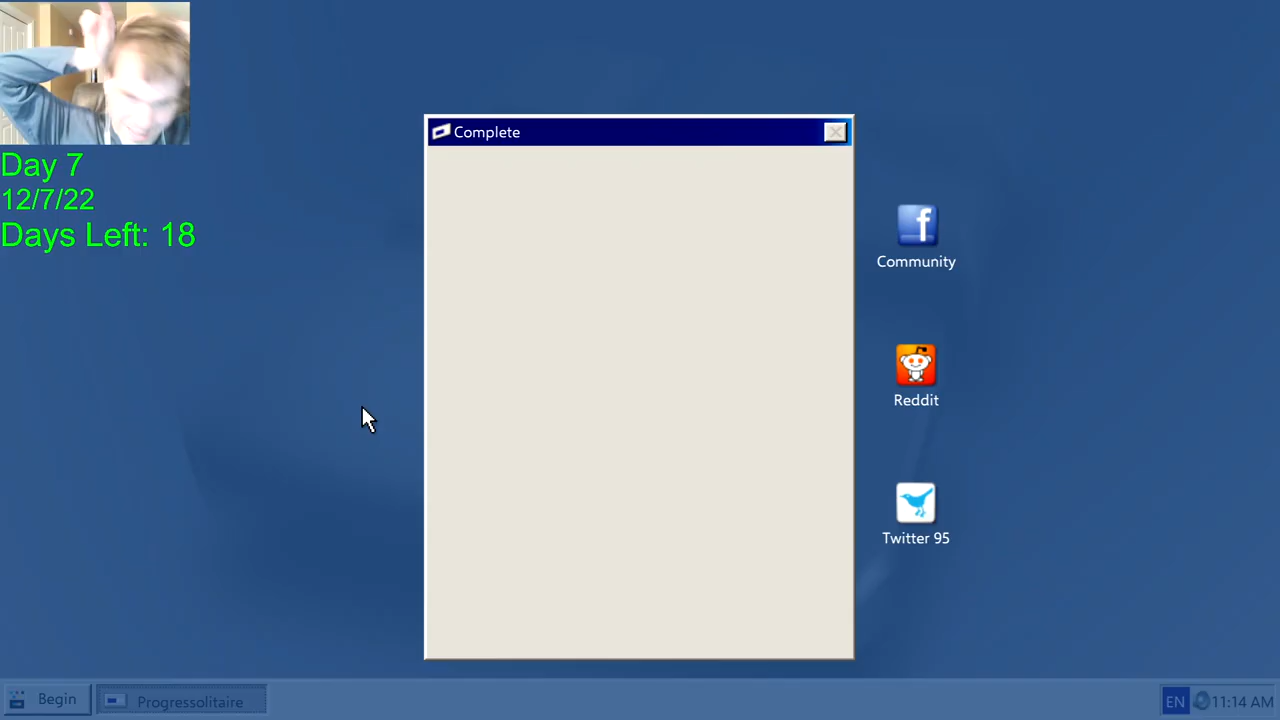 Complete
Day 7
12/7/22
Days Left: 18
Community
Reddit
Twitter 95
Begin
Progressolitaire
EN
11:14 AM